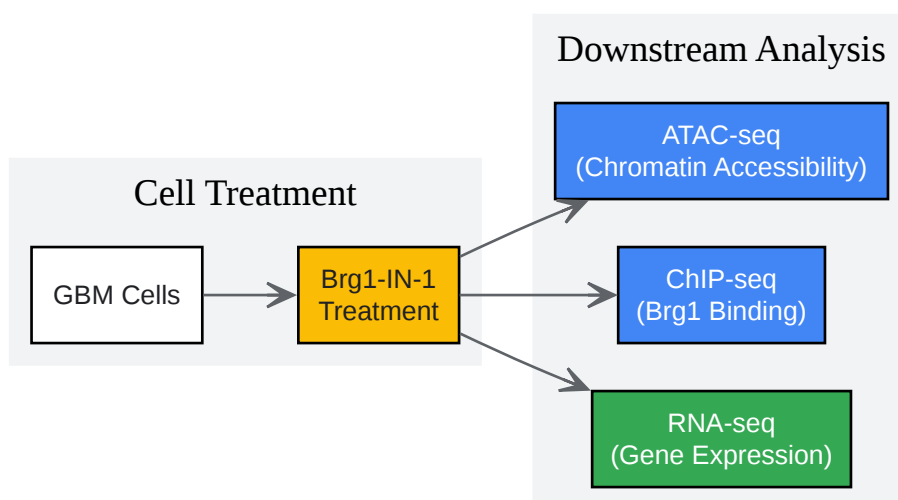 Cell Treatment
GBM Cells
Brg1-IN-1
Treatment
Downstream Analysis
ATAC-seq
(Chromatin Accessibility)
ChIP-seq
(Brg1 Binding)
RNA-seq
(Gene Expression)